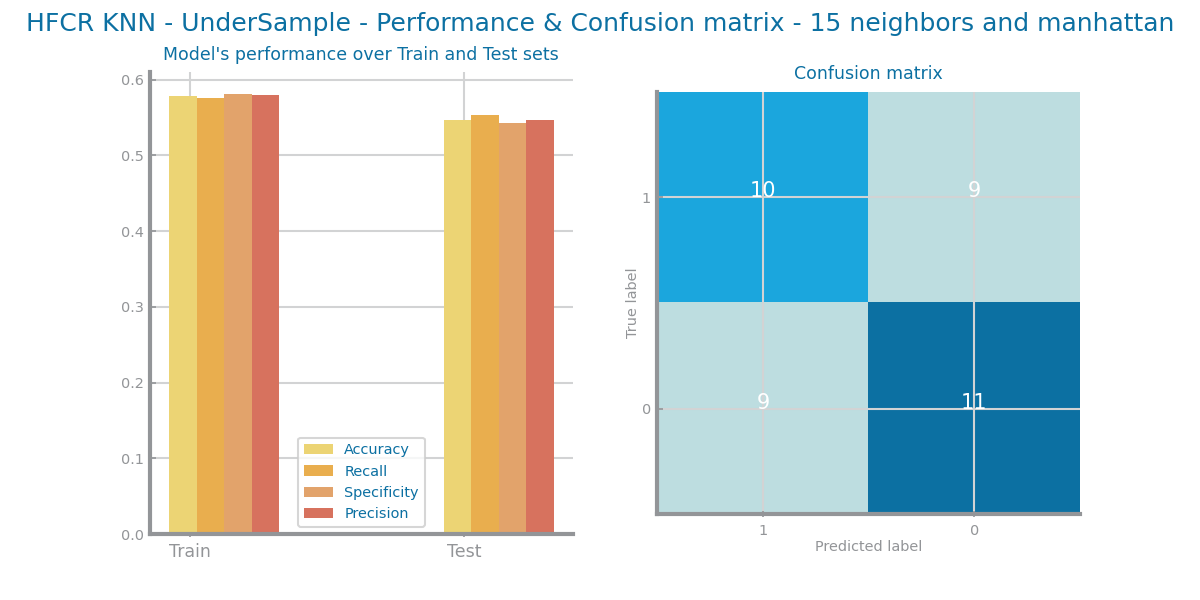 HFCR KNN - UnderSample - Performance & Confusion matrix - 15 neighbors and manhattan
Model's performance over Train and Test sets
0.6
0.5
0.4
0.3
0.2
0.1
0.0
Train
Test
Accuracy
Recall
Specificity
Precision
Confusion matrix
True label
1
0
10
9
9
11
1
0
Predicted label